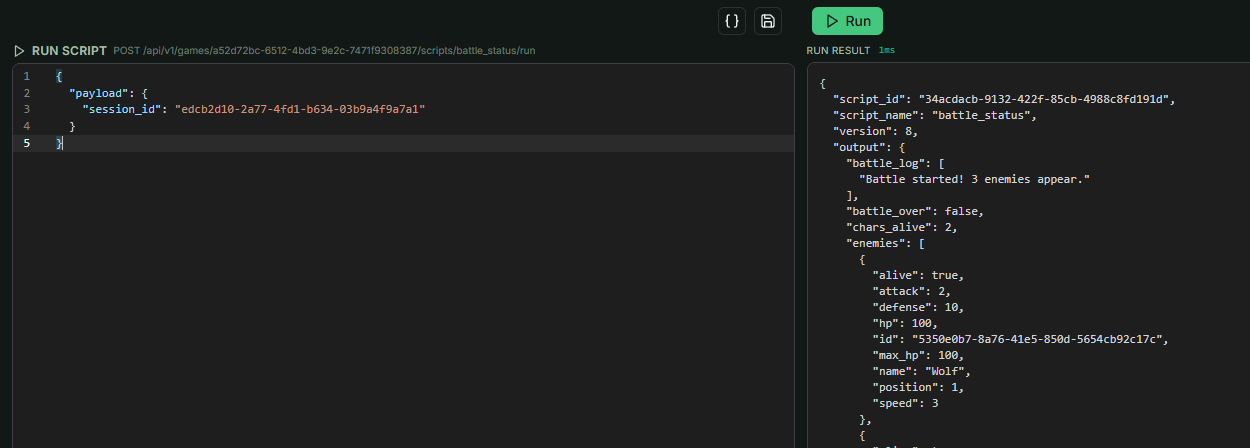 { }
Run
RUN SCRIPT POST /api/v1/games/a52d72bc-6512-4bd3-9e2c-7471f9308387/scripts/battle_status/run
RUN RESULT 1ms
1 {
2 "payload": {
3 "session_id": "edcb2d10-2a77-4fd1-b634-03b9a4f9a7a1"
4 }
5 }
{
"script_id": "34acdacb-9132-422f-85cb-4988c8fd191d",
"script_name": "battle_status",
"version": 8,
"output": {
"battle_log": [
"Battle started! 3 enemies appear."
],
"battle_over": false,
"chars_alive": 2,
"enemies": [
{
"alive": true,
"attack": 2,
"defense": 10,
"hp": 100,
"id": "5350e0b7-8a76-41e5-850d-5654cb92c17c",
"max_hp": 100,
"name": "Wolf",
"position": 1,
"speed": 3
},
{